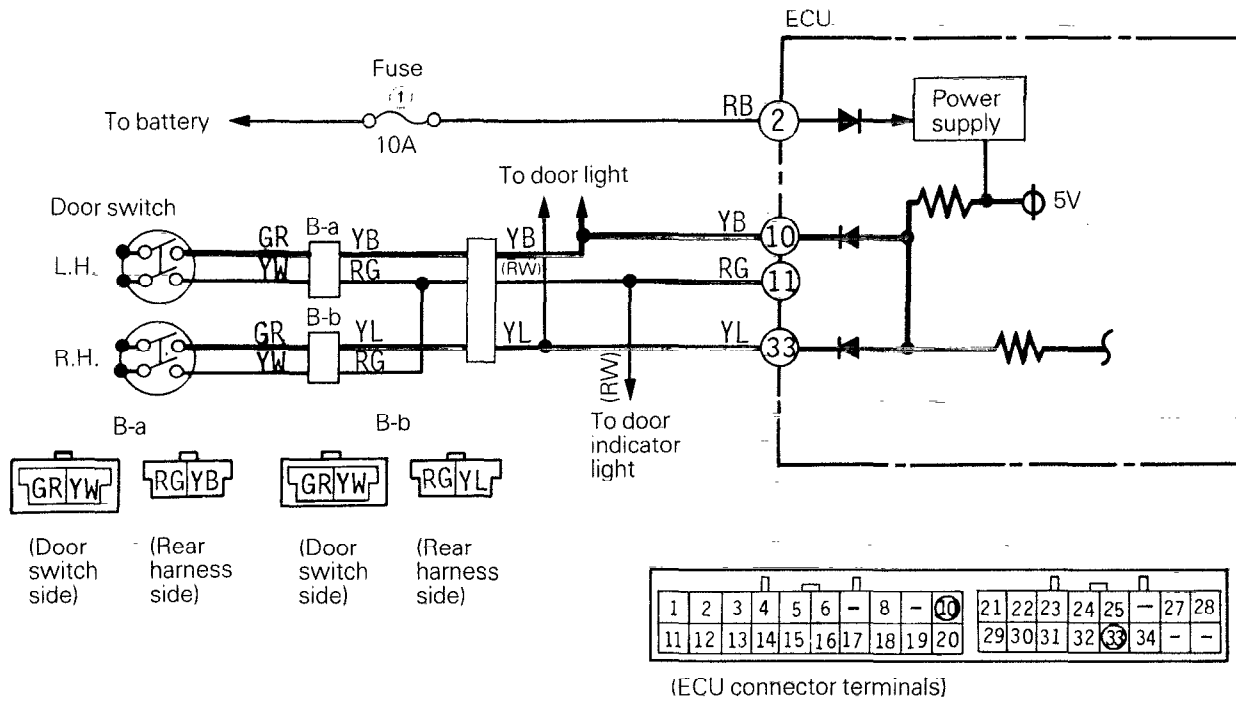 ECU
Fuse
(1)
To battery
10A
RB
2
Power
supply
To door light
5V
Door switch
GR
B-a
YB
YB
YB
10
L.H.
YW
RG
(RW)
RG
11
B-b
GR
YL
YL
YL
33
R.H.
YW
RG
(RW)
B-a
B-b
To door
indicator
light
GR YW
RG YB
GR YW
RG YL
(Door
switch
side)
(Rear
harness
side)
(Door
switch
side)
(Rear
harness
side)
1 2 3 4 5 6 - 8 - 10
21 22 23 24 25 - 27 28
11 12 13 14 15 16 17 18 19 20
29 30 31 32 33 34 - -
(ECU connector terminals)